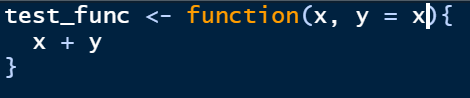 test_func <- function(x, y = x){
  x + y
}